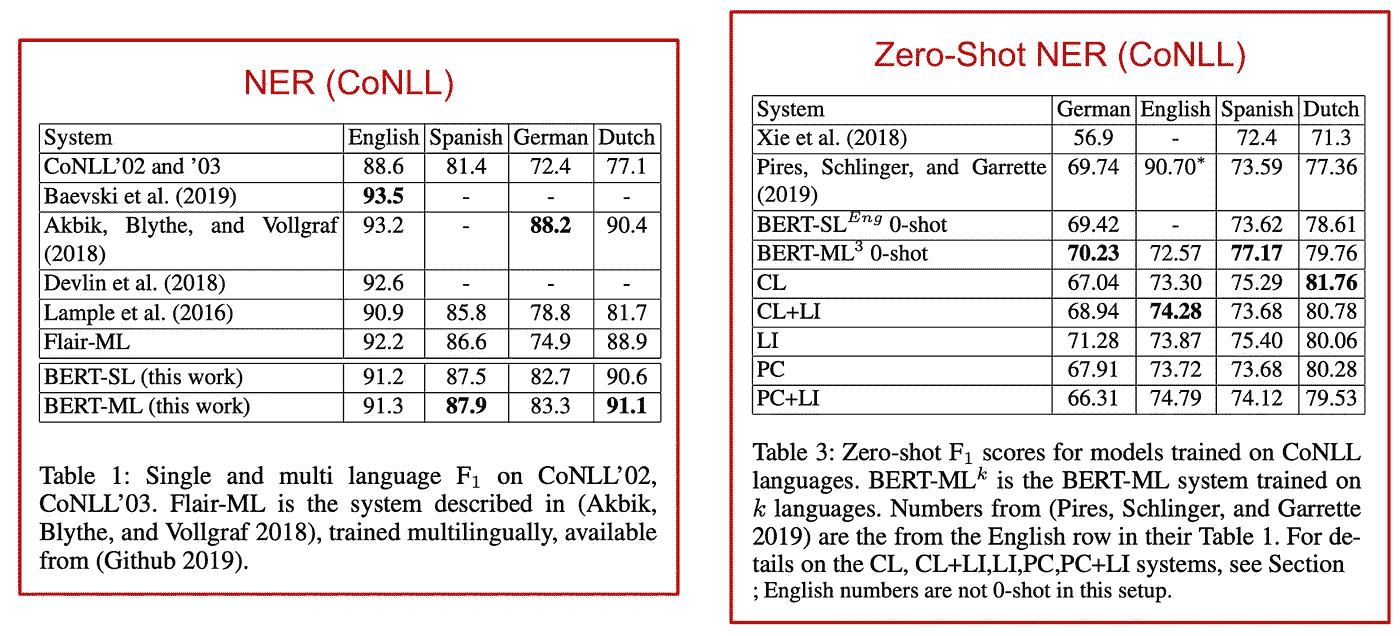 NER (CoNLL)
System English Spanish German Dutch
CoNLL'02 and '03 88.6 81.4 72.4 77.1
Baevski et al. (2019) 93.5 - - -
Akbik, Blythe, and Vollgraf
(2018) 93.2 - 88.2 90.4
Devlin et al. (2018) 92.6 - - -
Lample et al. (2016) 90.9 85.8 78.8 81.7
Flair-ML 92.2 86.6 74.9 88.9
BERT-SL (this work) 91.2 87.5 82.7 90.6
BERT-ML (this work) 91.3 87.9 83.3 91.1
Table 1: Single and multi language F₁ on CoNLL'02,
CoNLL'03. Flair-ML is the system described in (Akbik,
Blythe, and Vollgraf 2018), trained multilingually, available
from (Github 2019).
Zero-Shot NER (CoNLL)
System German English Spanish Dutch
Xie et al. (2018) 56.9 - 72.4 71.3
Pires, Schlinger, and Garrette
(2019) 69.74 90.70* 73.59 77.36
BERT-SL^Eng 0-shot 69.42 - 73.62 78.61
BERT-ML³ 0-shot 70.23 72.57 77.17 79.76
CL 67.04 73.30 75.29 81.76
CL+LI 68.94 74.28 73.68 80.78
LI 71.28 73.87 75.40 80.06
PC 67.91 73.72 73.68 80.28
PC+LI 66.31 74.79 74.12 79.53
Table 3: Zero-shot F₁ scores for models trained on CoNLL
languages. BERT-ML^k is the BERT-ML system trained on
k languages. Numbers from (Pires, Schlinger, and Garrette
2019) are the from the English row in their Table 1. For de-
tails on the CL, CL+LI,LI,PC,PC+LI systems, see Section
; English numbers are not 0-shot in this setup.